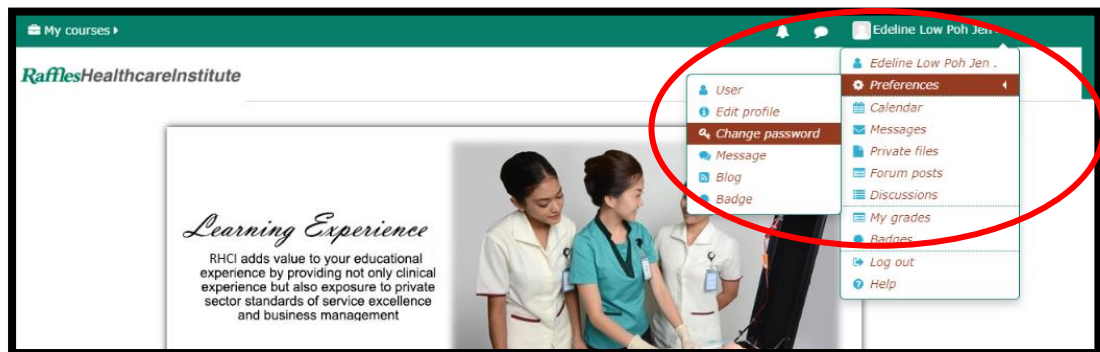 My courses
Edeline Low Poh Jen .
RafflesHealthcareInstitute
Edeline Low Poh Jen .
Preferences
Calendar
Messages
Private files
Forum posts
Discussions
My grades
Badges
Log out
Help
User
Edit profile
Change password
Message
Blog
Badge
Learning Experience
RHCI adds value to your educational
experience by providing not only clinical
experience but also exposure to private
sector standards of service excellence
and business management